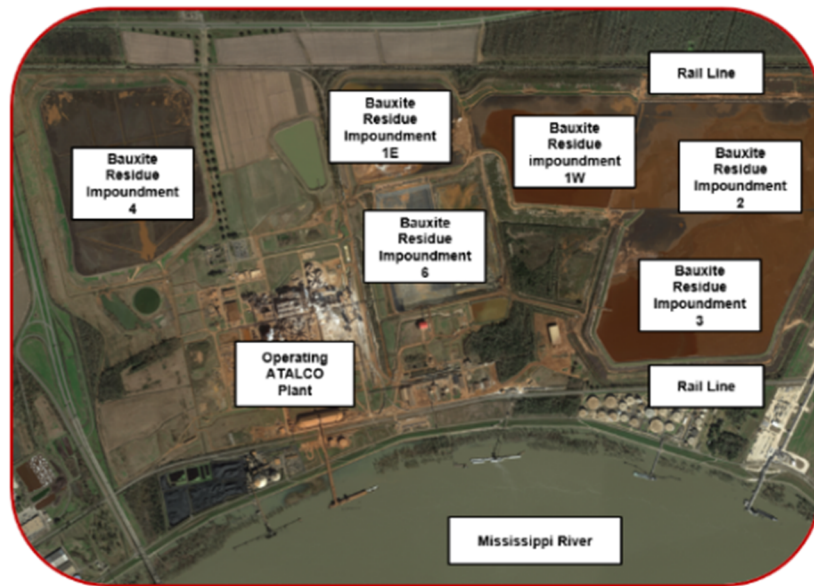 Rail Line
Bauxite
Residue
Impoundment
1E
Bauxite
Residue
impoundment
1W
Bauxite
Residue
Impoundment
2
Bauxite
Residue
Impoundment
4
Bauxite
Residue
Impoundment
6
Bauxite
Residue
Impoundment
3
Operating
ATALCO
Plant
Rail Line
Mississippi River